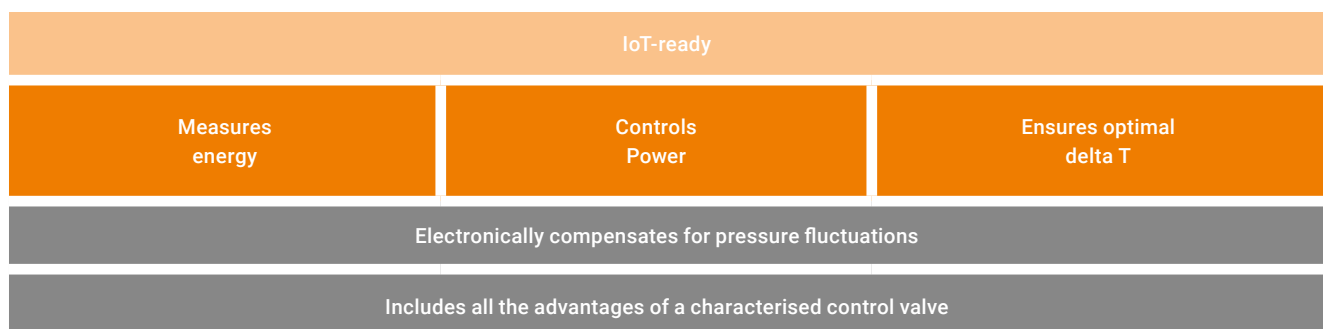 IoT-ready
Measures
energy
Controls
Power
Ensures optimal
delta T
Electronically compensates for pressure fluctuations
Includes all the advantages of a characterised control valve